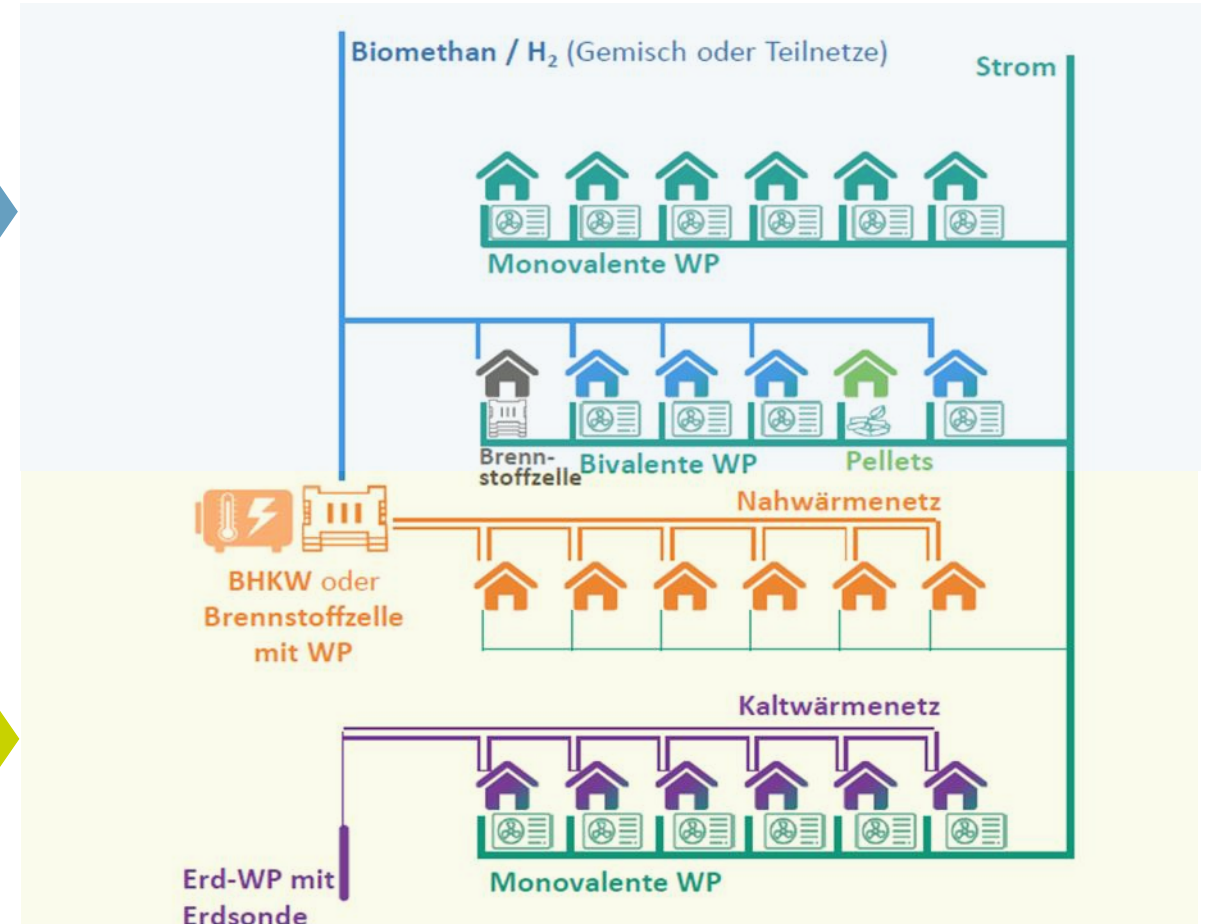 Biomethan / H₂ (Gemisch oder Teilnetze)
Strom
Monovalente WP
Brenn-
stoffzelle
Bivalente WP
Pellets
Nahwärmenetz
BHKW oder
Brennstoffzelle
mit WP
Kaltwärmenetz
Erd-WP mit
Erdsonde
Monovalente WP